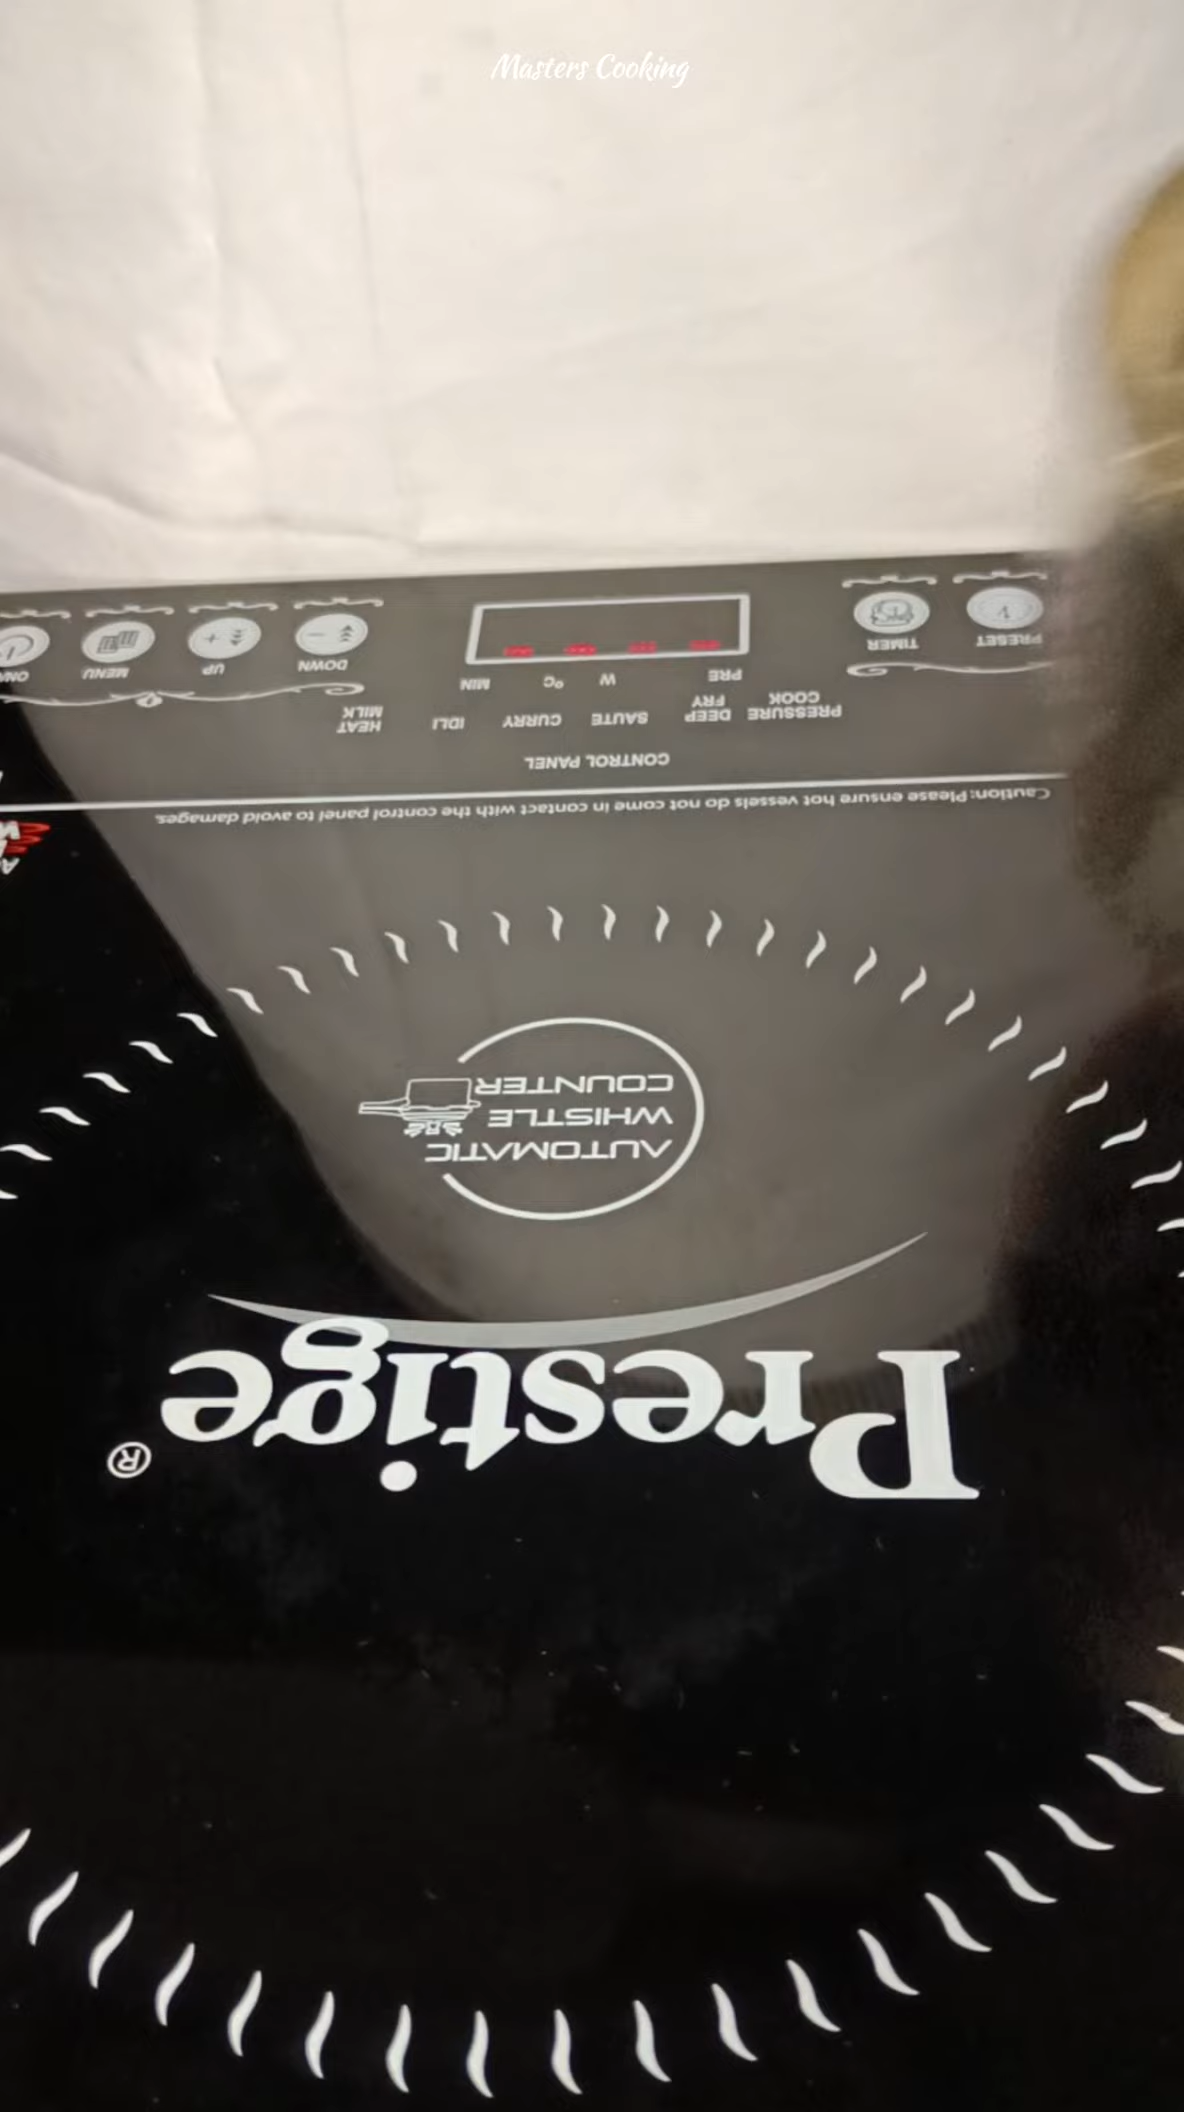 Masters Cooking
Prestige®
AUTOMATIC
WHISTLE
COUNTER
Caution: Please ensure hot vessels do not come in contact with the control panel to avoid damages.
CONTROL PANEL
PRESSURE COOK
DEEP FRY
SAUTE
CURRY
IDLI
HEAT MILK
PRE
W
°C
MIN
PRESET
TIMER
DOWN
UP
MENU